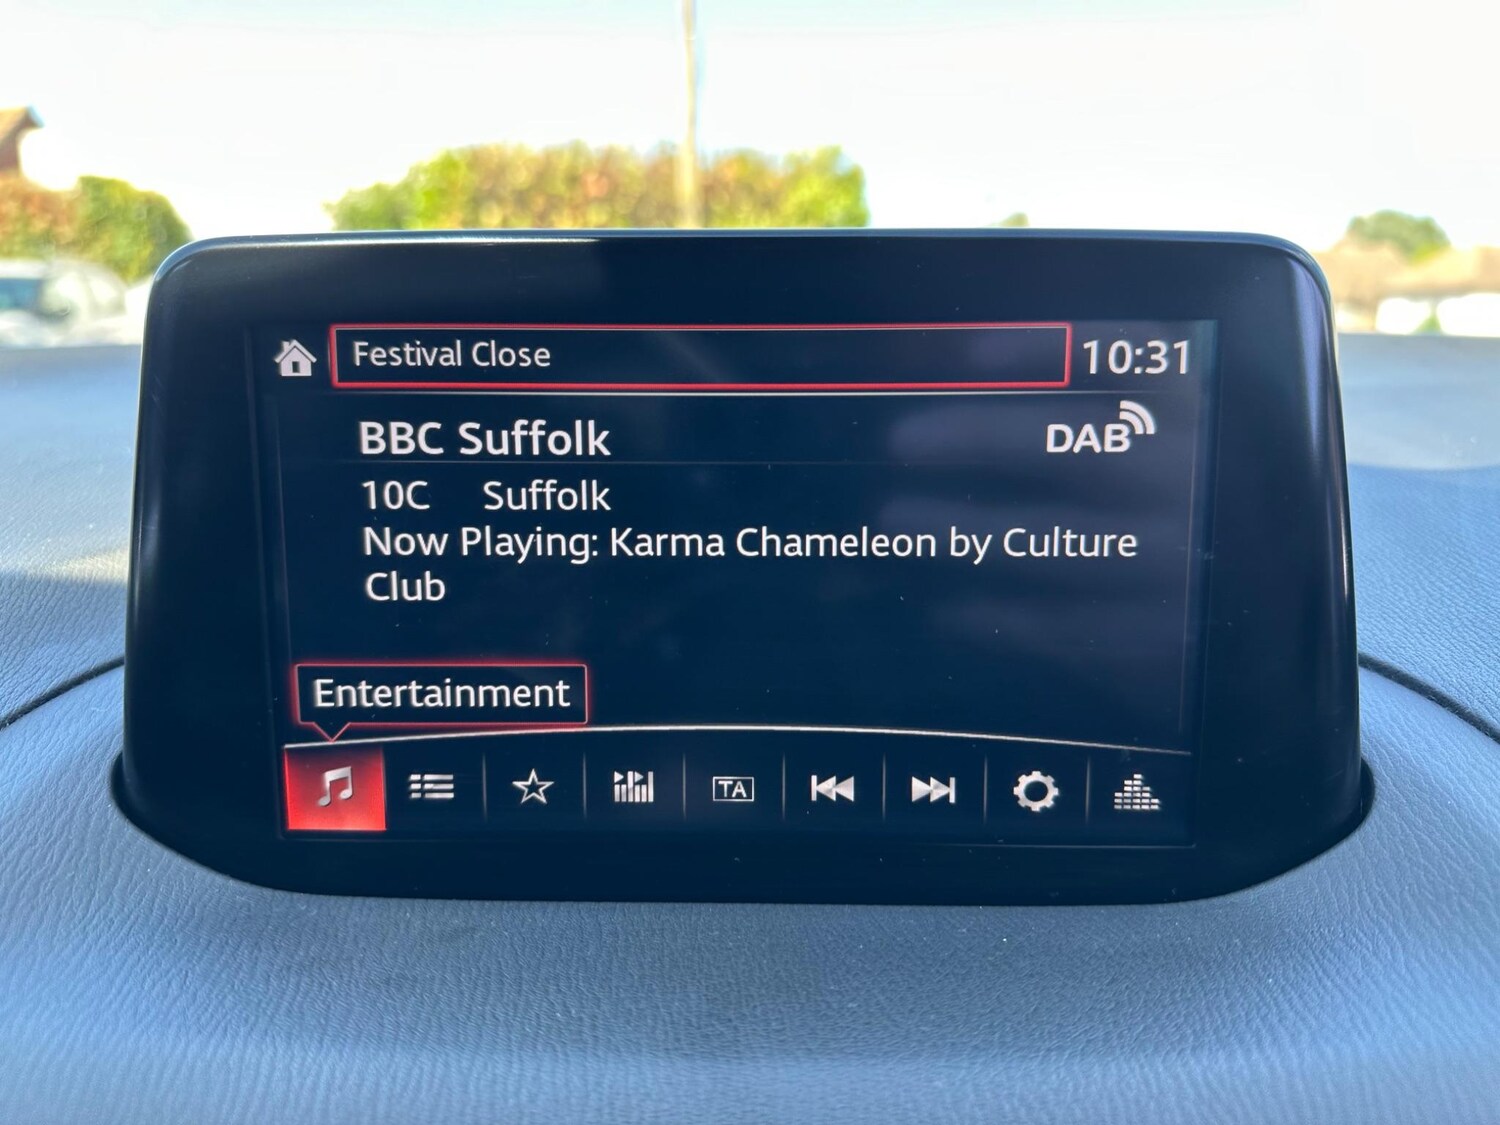 Festival Close
10:31
BBC Suffolk
DAB
10C Suffolk
Now Playing: Karma Chameleon by Culture
Club
Entertainment
TA